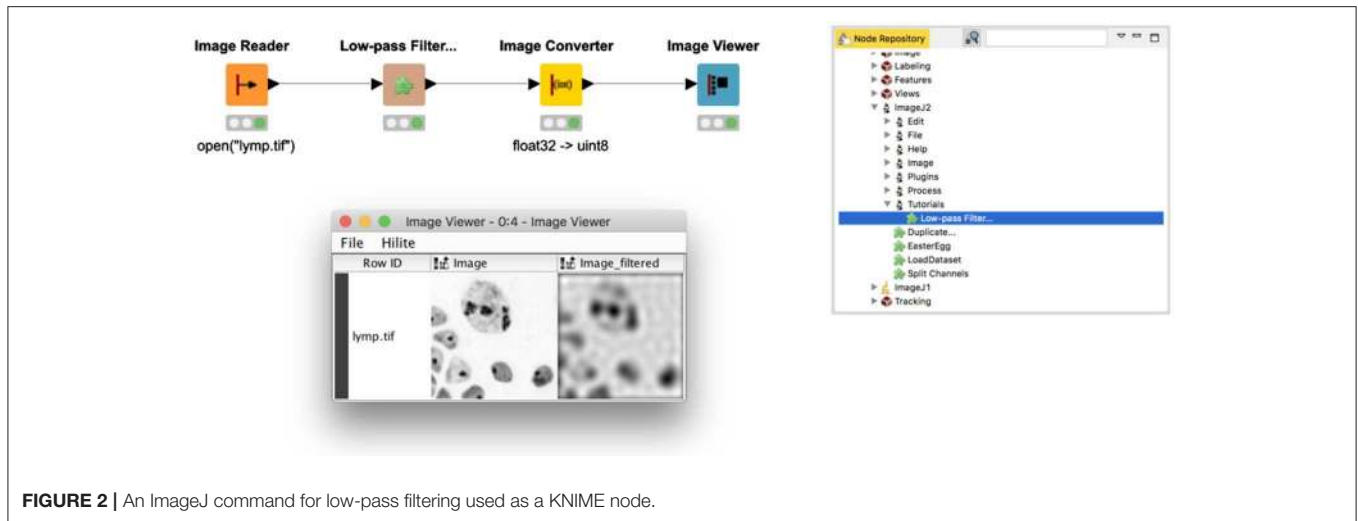 Image Reader
Low-pass Filter...
Image Converter
Image Viewer
open("lymp.tif")
float32 -> uint8
Image Viewer - 0:4 - Image Viewer
File Hilite
Row ID Image Image_filtered
lymp.tif
Node Repository
Image
Labeling
Features
Views
ImageJ2
Edit
File
Help
Image
Plugins
Process
Tutorials
Low-pass Filter...
Duplicate...
EasterEgg
LoadDataset
Split Channels
ImageJ1
Tracking
FIGURE 2 | An ImageJ command for low-pass filtering used as a KNIME node.